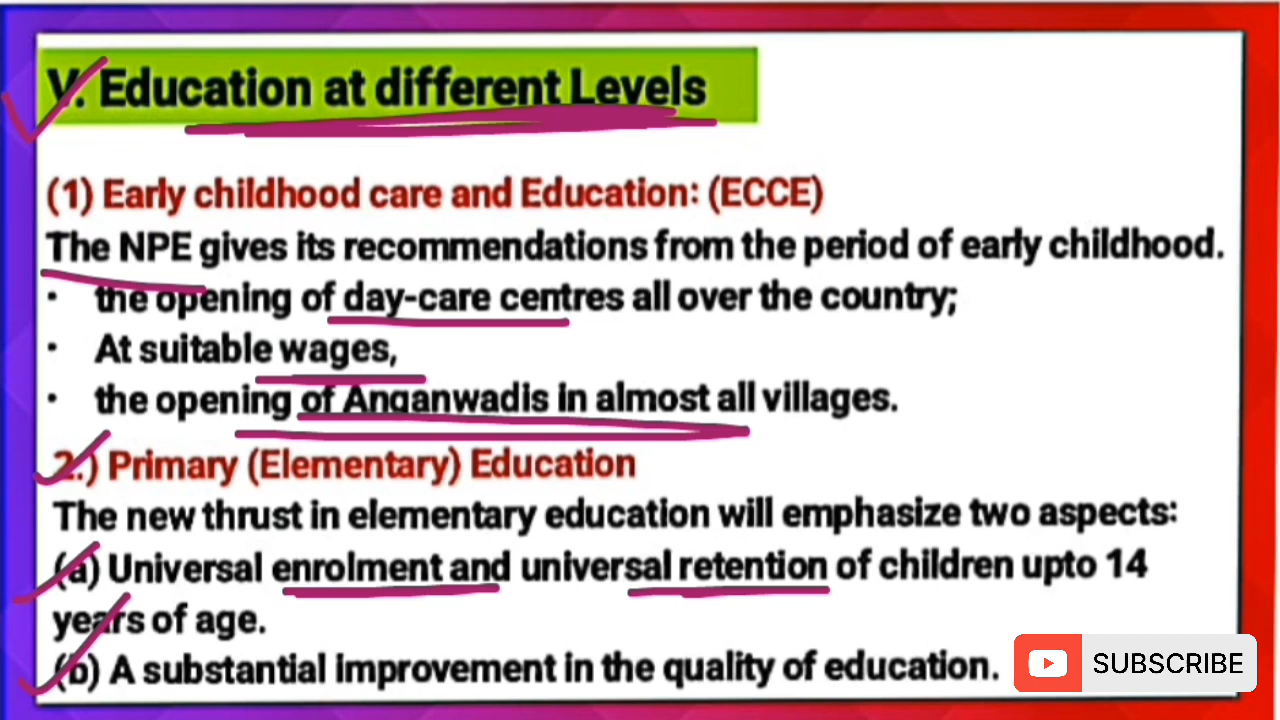 V. Education at different Levels
(1) Early childhood care and Education: (ECCE)
The NPE gives its recommendations from the period of early childhood.
· the opening of day-care centres all over the country;
· At suitable wages,
· the opening of Anganwadis in almost all villages.
2.) Primary (Elementary) Education
The new thrust in elementary education will emphasize two aspects:
(a) Universal enrolment and universal retention of children upto 14
years of age.
(b) A substantial improvement in the quality of education.
SUBSCRIBE